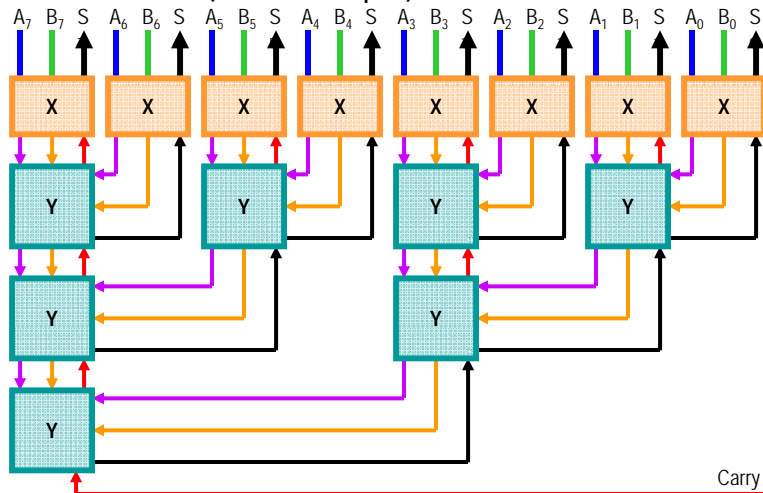 A7 B7 S A6 B6 S A5 B5 S A4 B4 S A3 B3 S A2 B2 S A1 B1 S A0 B0 S
X X X X X X X X
Y Y Y Y
Y Y
Y
Carry